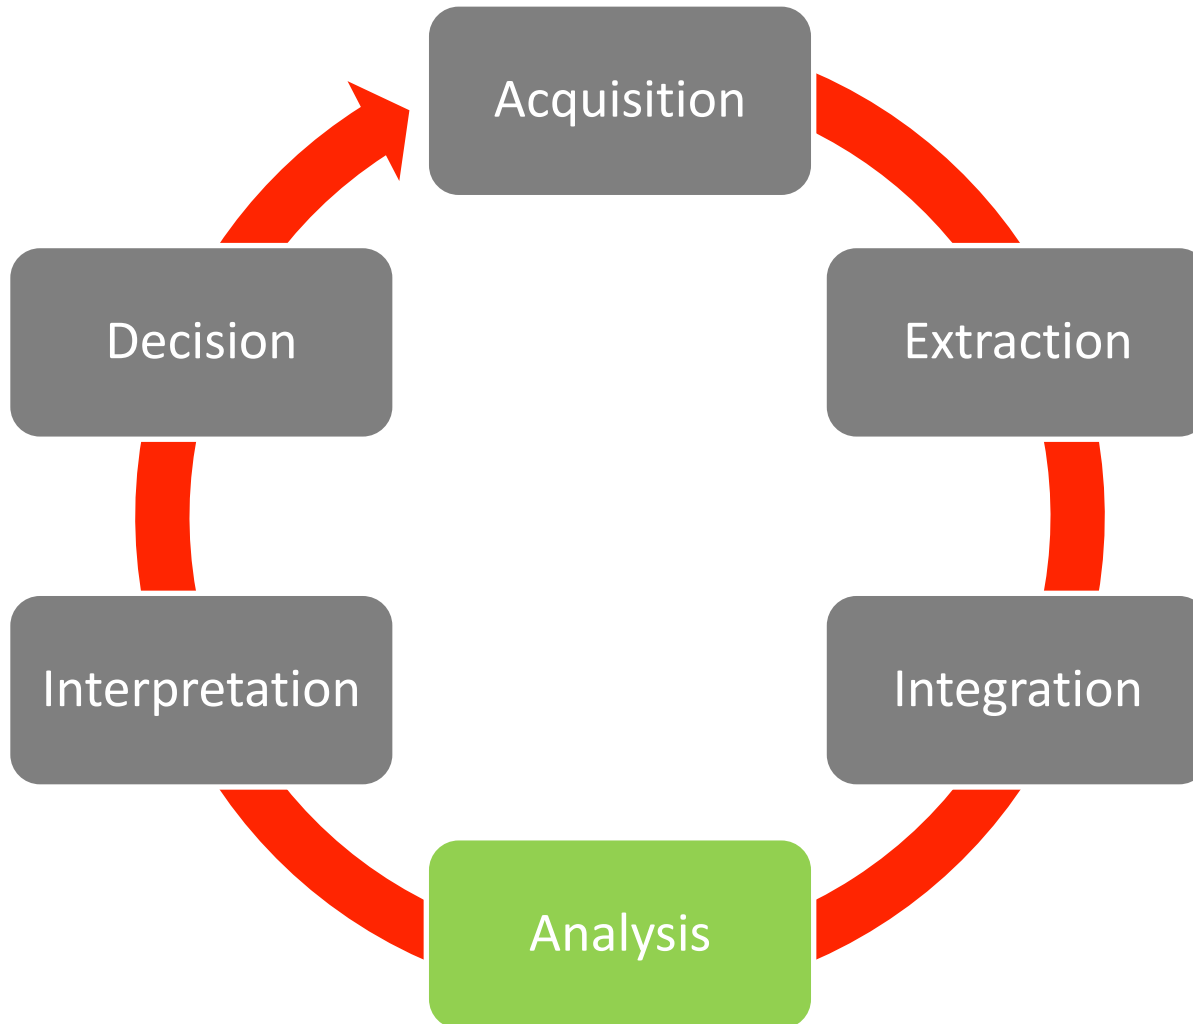 Acquisition
Extraction
Integration
Analysis
Interpretation
Decision